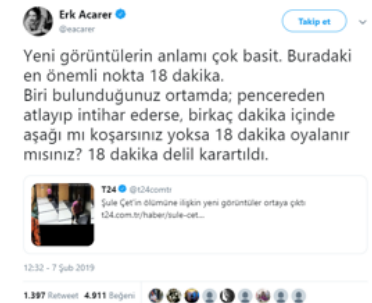 Erk Acarer
@eacarer
Takip et
Yeni görüntülerin anlamı çok basit. Buradaki
en önemli nokta 18 dakika.
Biri bulunduğunuz ortamda; pencereden
atlayıp intihar ederse, birkaç dakika içinde
aşağı mı koşarsınız yoksa 18 dakika oyalanır
mısınız? 18 dakika delil karartıldı.
T24 @t24comtr
Şule Çet'in ölümüne ilişkin yeni görüntüler ortaya çıktı
t24.com.tr/haber/sule-cet...
12:32 - 7 Şub 2019
1.397 Retweet 4.911 Beğeni